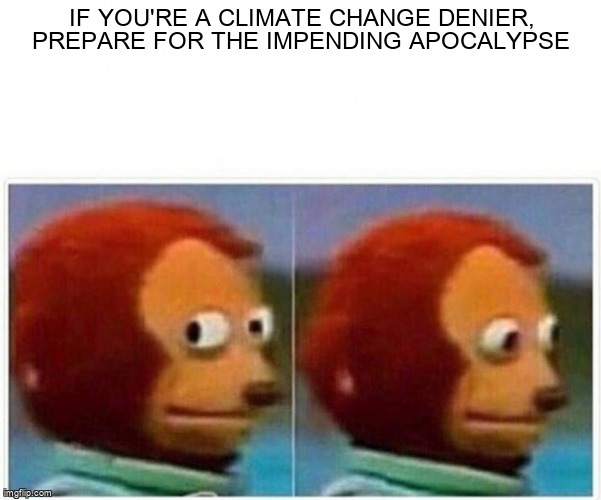 IF YOU'RE A CLIMATE CHANGE DENIER,
PREPARE FOR THE IMPENDING APOCALYPSE
imgflip.com